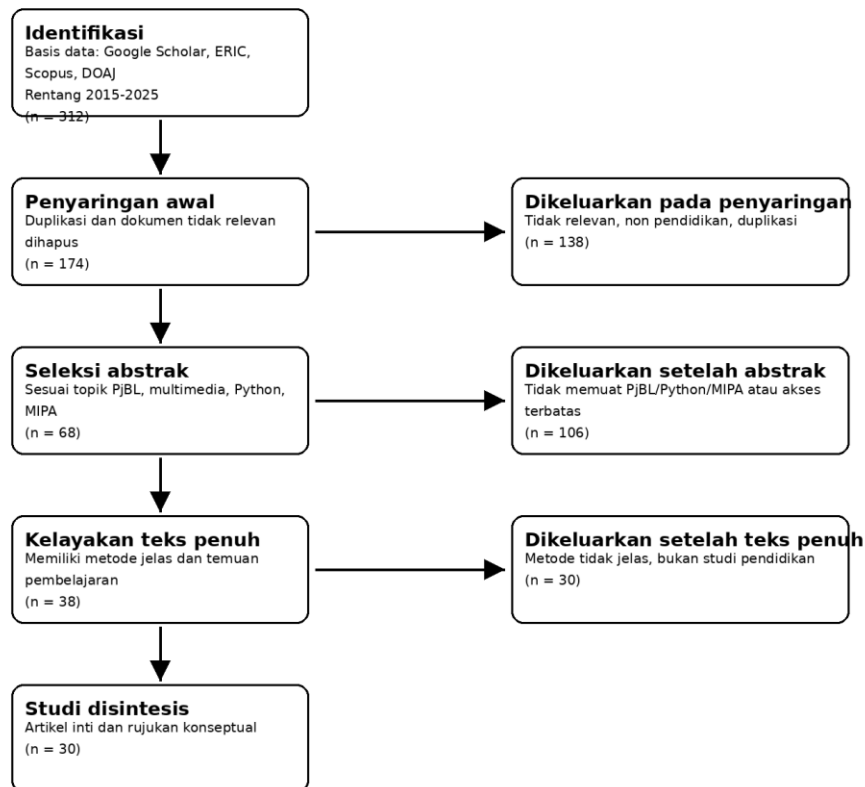 Identifikasi
Basis data: Google Scholar, ERIC,
Scopus, DOAJ
Rentang 2015-2025
(n = 312)
Penyaringan awal
Duplikasi dan dokumen tidak relevan
dihapus
(n = 174)
Dikeluarkan pada penyaringan
Tidak relevan, non pendidikan, duplikasi
(n = 138)
Seleksi abstrak
Sesuai topik PjBL, multimedia, Python,
MIPA
(n = 68)
Dikeluarkan setelah abstrak
Tidak memuat PjBL/Python/MIPA atau akses
terbatas
(n = 106)
Kelayakan teks penuh
Memiliki metode jelas dan temuan
pembelajaran
(n = 38)
Dikeluarkan setelah teks penuh
Metode tidak jelas, bukan studi pendidikan
(n = 30)
Studi disintesis
Artikel inti dan rujukan konseptual
(n = 30)